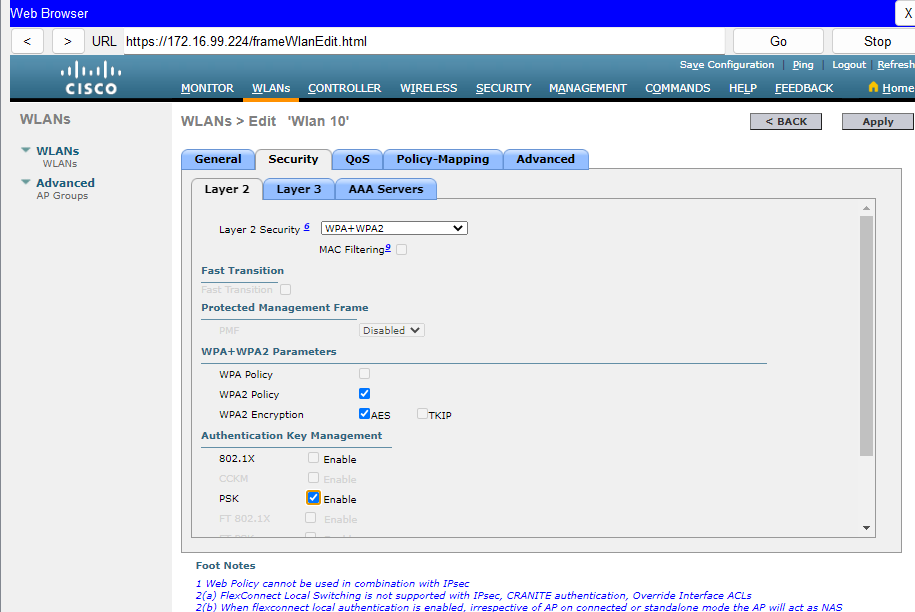 Web Browser X
< > URL https://172.16.99.224/frameWlanEdit.html Go Stop
Save Configuration | Ping | Logout | Refresh
CISCO
MONITOR WLANs CONTROLLER WIRELESS SECURITY MANAGEMENT COMMANDS HELP FEEDBACK Home
WLANs
WLANs > Edit 'Wlan 10'
< BACK
Apply
WLANs
WLANs
Advanced
AP Groups
General Security QoS Policy-Mapping Advanced
Layer 2 Layer 3 AAA Servers
Layer 2 Security 6 WPA+WPA2
MAC Filtering9
Fast Transition
Fast Transition
Protected Management Frame
PMF Disabled
WPA+WPA2 Parameters
WPA Policy
WPA2 Policy
WPA2 Encryption AES TKIP
Authentication Key Management
802.1X Enable
CCKM Enable
PSK Enable
FT 802.1X Enable
Foot Notes
1 Web Policy cannot be used in combination with IPsec
2(a) FlexConnect Local Switching is not supported with IPsec, CRANITE authentication, Override Interface ACLs
2(b) When flexconnect local authentication is enabled, irrespective of AP on connected or standalone mode the AP will act as NAS